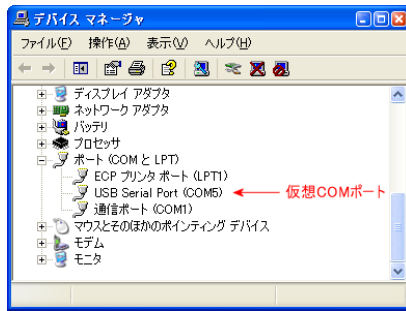 デバイス マネージャ
ファイル(F) 操作(A) 表示(V) ヘルプ(H)
ディスプレイ アダプタ
ネットワーク アダプタ
バッテリ
プロセッサ
ポート (COM と LPT)
ECP プリンタ ポート (LPT1)
USB Serial Port (COM5) 仮想COMポート
通信ポート (COM1)
マウスとそのほかのポインティング デバイス
モデム
モニタ